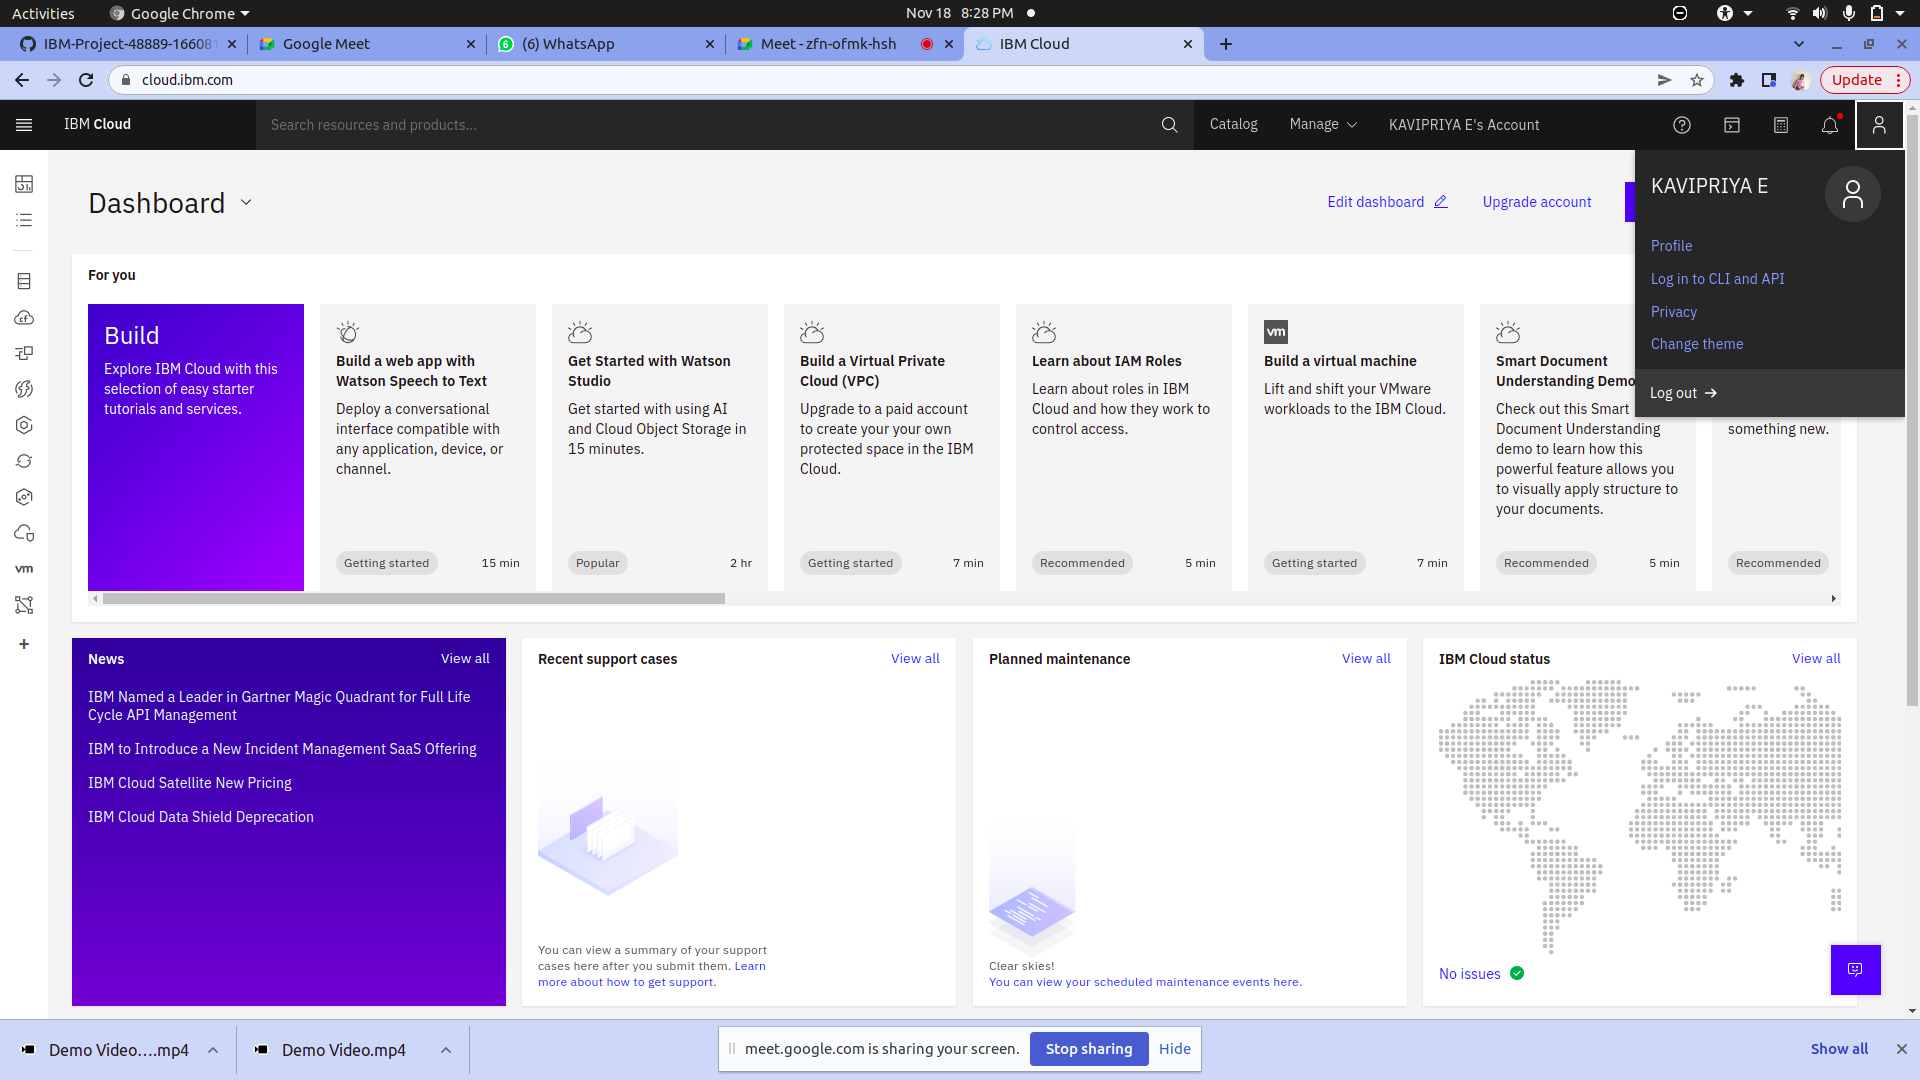 Activities
Google Chrome
Nov 18 8:28 PM
IBM-Project-48889-166081
Google Meet
(6) WhatsApp
Meet - zfn-ofmk-hsh
IBM Cloud
cloud.ibm.com
Update
IBM Cloud
Search resources and products...
Catalog
Manage
KAVIPRIYA E's Account
KAVIPRIYA E
Profile
Log in to CLI and API
Privacy
Change theme
Log out
Dashboard
Edit dashboard
Upgrade account
For you
Build
Explore IBM Cloud with this
selection of easy starter
tutorials and services.
Build a web app with
Watson Speech to Text
Deploy a conversational
interface compatible with
any application, device, or
channel.
Getting started
15 min
Get Started with Watson
Studio
Get started with using AI
and Cloud Object Storage in
15 minutes.
Popular
2 hr
Build a Virtual Private
Cloud (VPC)
Upgrade to a paid account
to create your your own
protected space in the IBM
Cloud.
Getting started
7 min
Learn about IAM Roles
Learn about roles in IBM
Cloud and how they work to
control access.
Recommended
5 min
vm
Build a virtual machine
Lift and shift your VMware
workloads to the IBM Cloud.
Getting started
7 min
Smart Document
Understanding Demo
Check out this Smart
Document Understanding
demo to learn how this
powerful feature allows you
to visually apply structure to
your documents.
Recommended
5 min
something new.
Recommended
vm
News
View all
IBM Named a Leader in Gartner Magic Quadrant for Full Life
Cycle API Management
IBM to Introduce a New Incident Management SaaS Offering
IBM Cloud Satellite New Pricing
IBM Cloud Data Shield Deprecation
Recent support cases
View all
You can view a summary of your support
cases here after you submit them. Learn
more about how to get support.
Planned maintenance
View all
Clear skies!
You can view your scheduled maintenance events here.
IBM Cloud status
View all
No issues
Demo Video....mp4
Demo Video.mp4
meet.google.com is sharing your screen.
Stop sharing
Hide
Show all